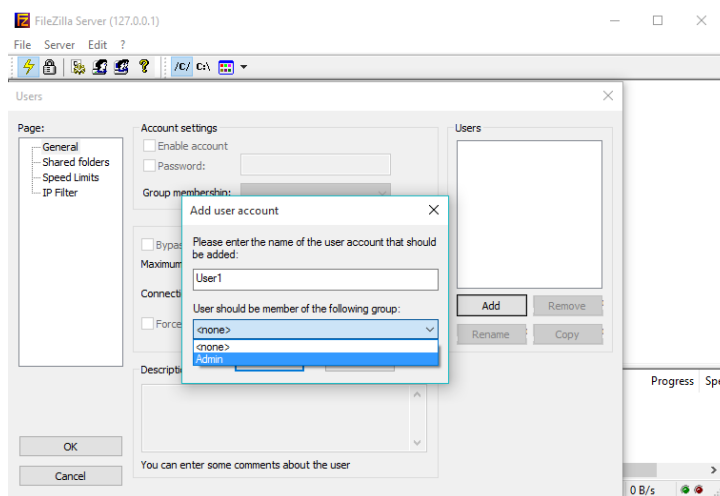 FileZilla Server (127.0.0.1)
File Server Edit ?
/C/ C:\
Users
Page:
General
Shared folders
Speed Limits
IP Filter
Account settings
Enable account
Password:
Group membership:
Maximum
Connecti
Force
Descripti
You can enter some comments about the user
OK
Cancel
Add user account
Please enter the name of the user account that should
be added:
User1
User should be member of the following group:
<none>
<none>
Admin
Users
Add Remove
Rename Copy
Progress Spe
0 B/s